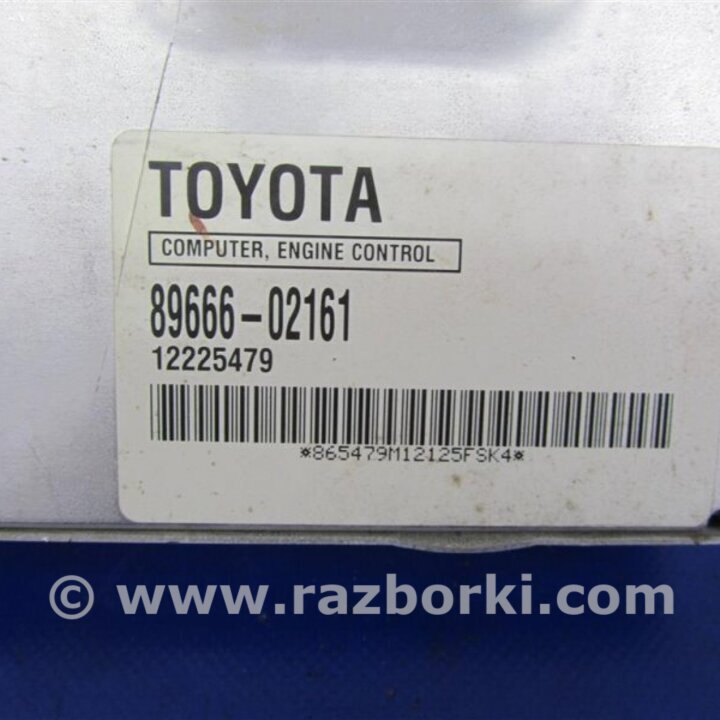 TOYOTA
COMPUTER, ENGINE CONTROL
89666-02161
12225479
*865479M12125FSK4*
© www.razborki.com